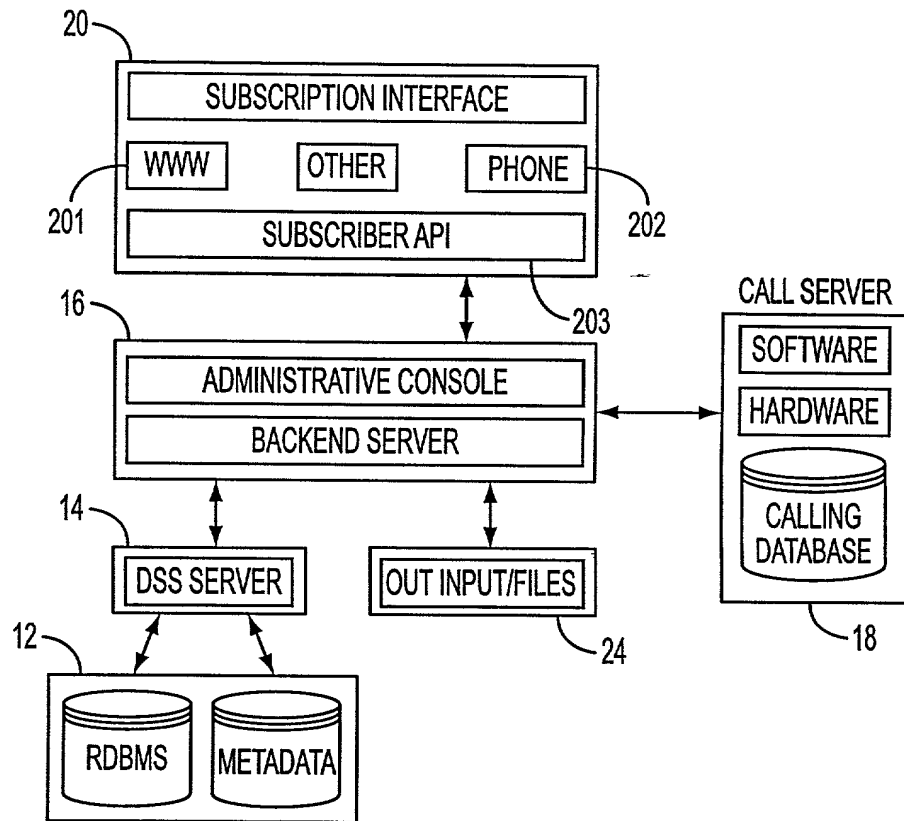 20
SUBSCRIPTION INTERFACE
WWW
OTHER
PHONE
201
202
SUBSCRIBER API
203
16
ADMINISTRATIVE CONSOLE
BACKEND SERVER
CALL SERVER
SOFTWARE
HARDWARE
CALLING
DATABASE
18
14
DSS SERVER
OUT INPUT/FILES
24
12
RDBMS
METADATA